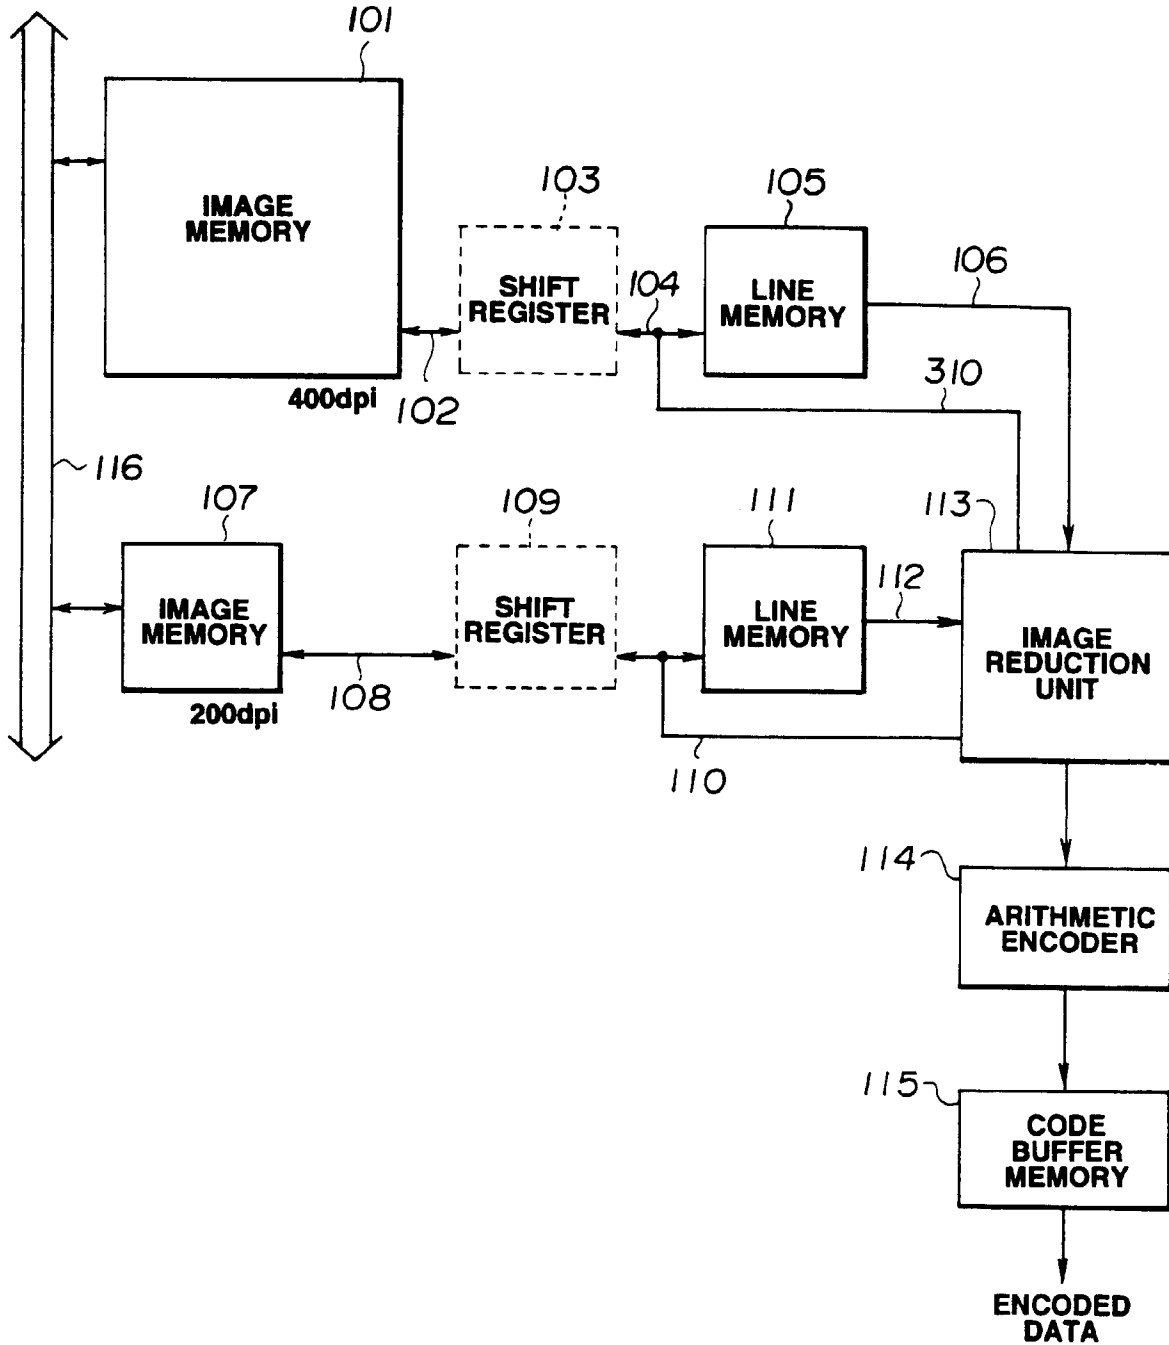 101
IMAGE
MEMORY
400dpi
102
103
SHIFT
REGISTER
104
105
LINE
MEMORY
106
310
116
107
IMAGE
MEMORY
200dpi
108
109
SHIFT
REGISTER
110
111
LINE
MEMORY
112
113
IMAGE
REDUCTION
UNIT
114
ARITHMETIC
ENCODER
115
CODE
BUFFER
MEMORY
ENCODED
DATA